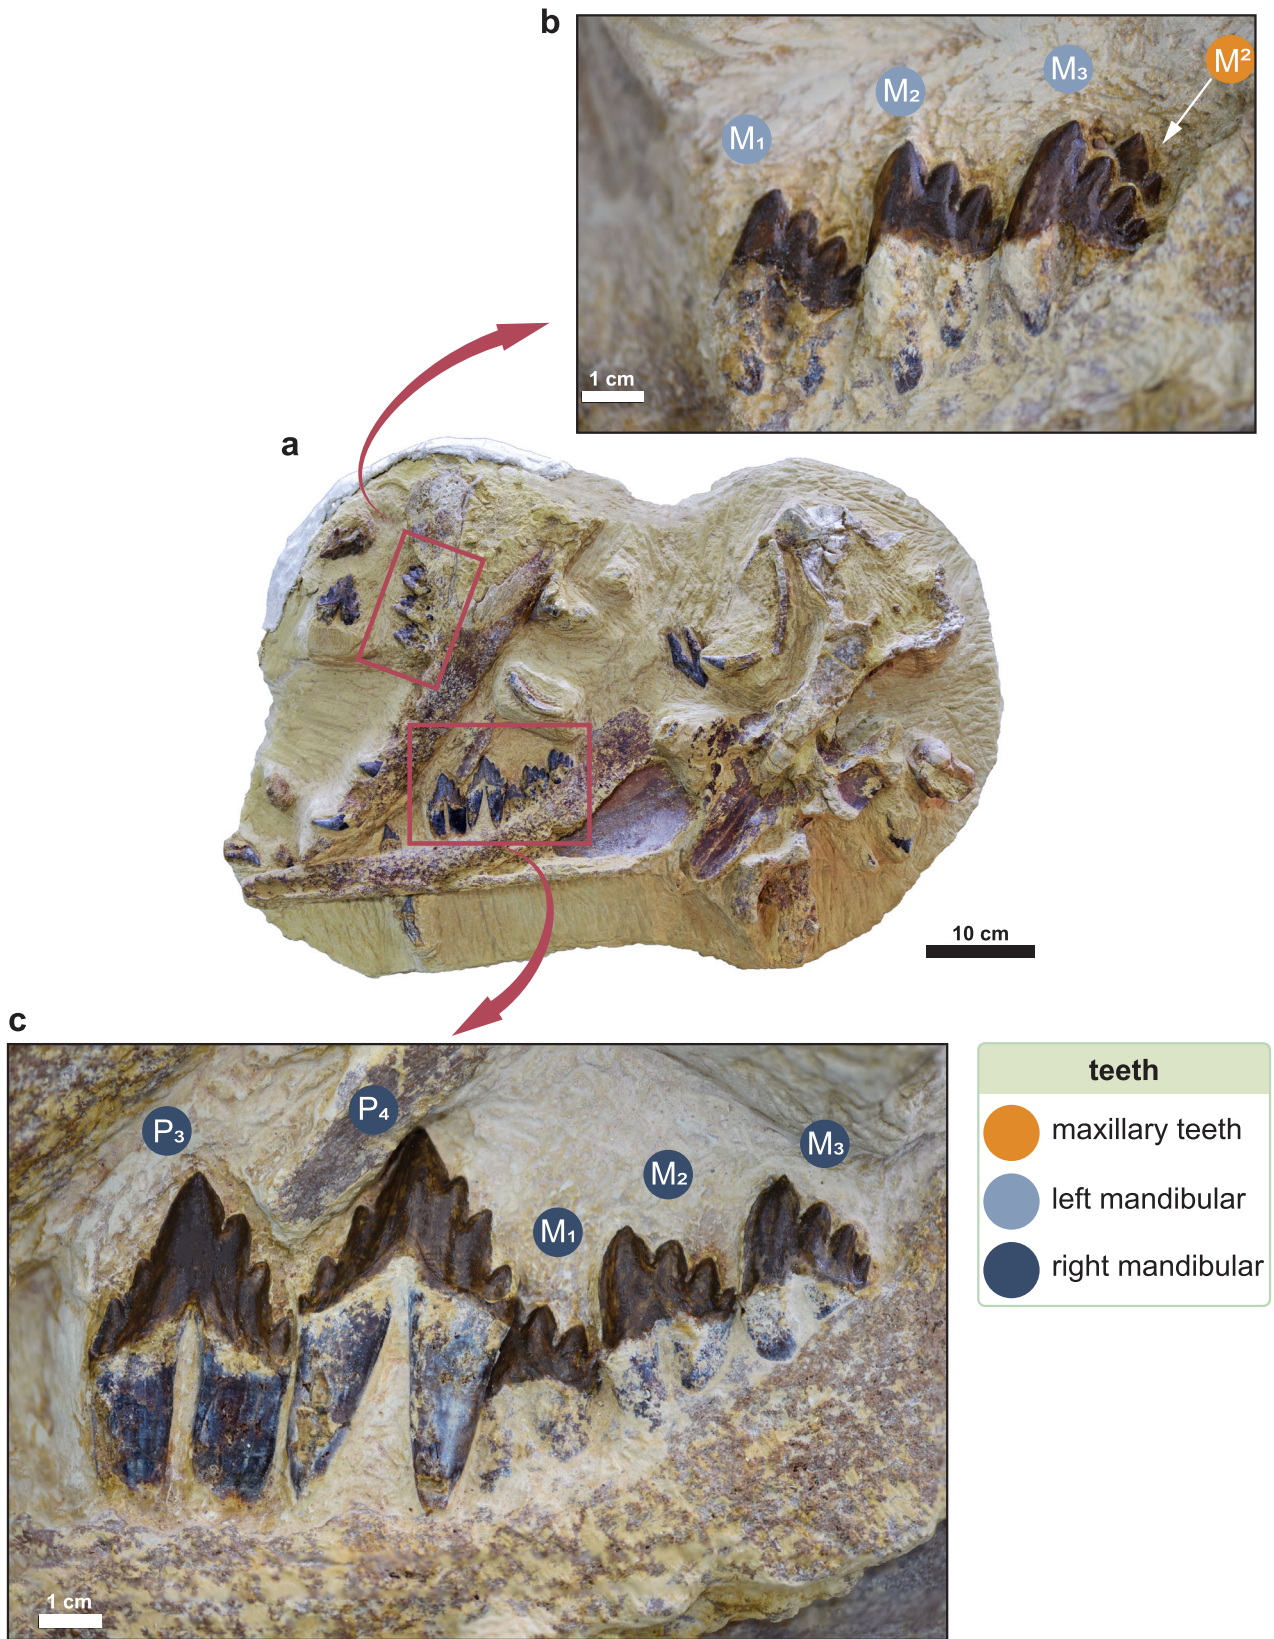 b
M₁
M₂
M₃
M²
1 cm
a
10 cm
c
P₃
P₄
M₁
M₂
M₃
1 cm
teeth
maxillary teeth
left mandibular
right mandibular